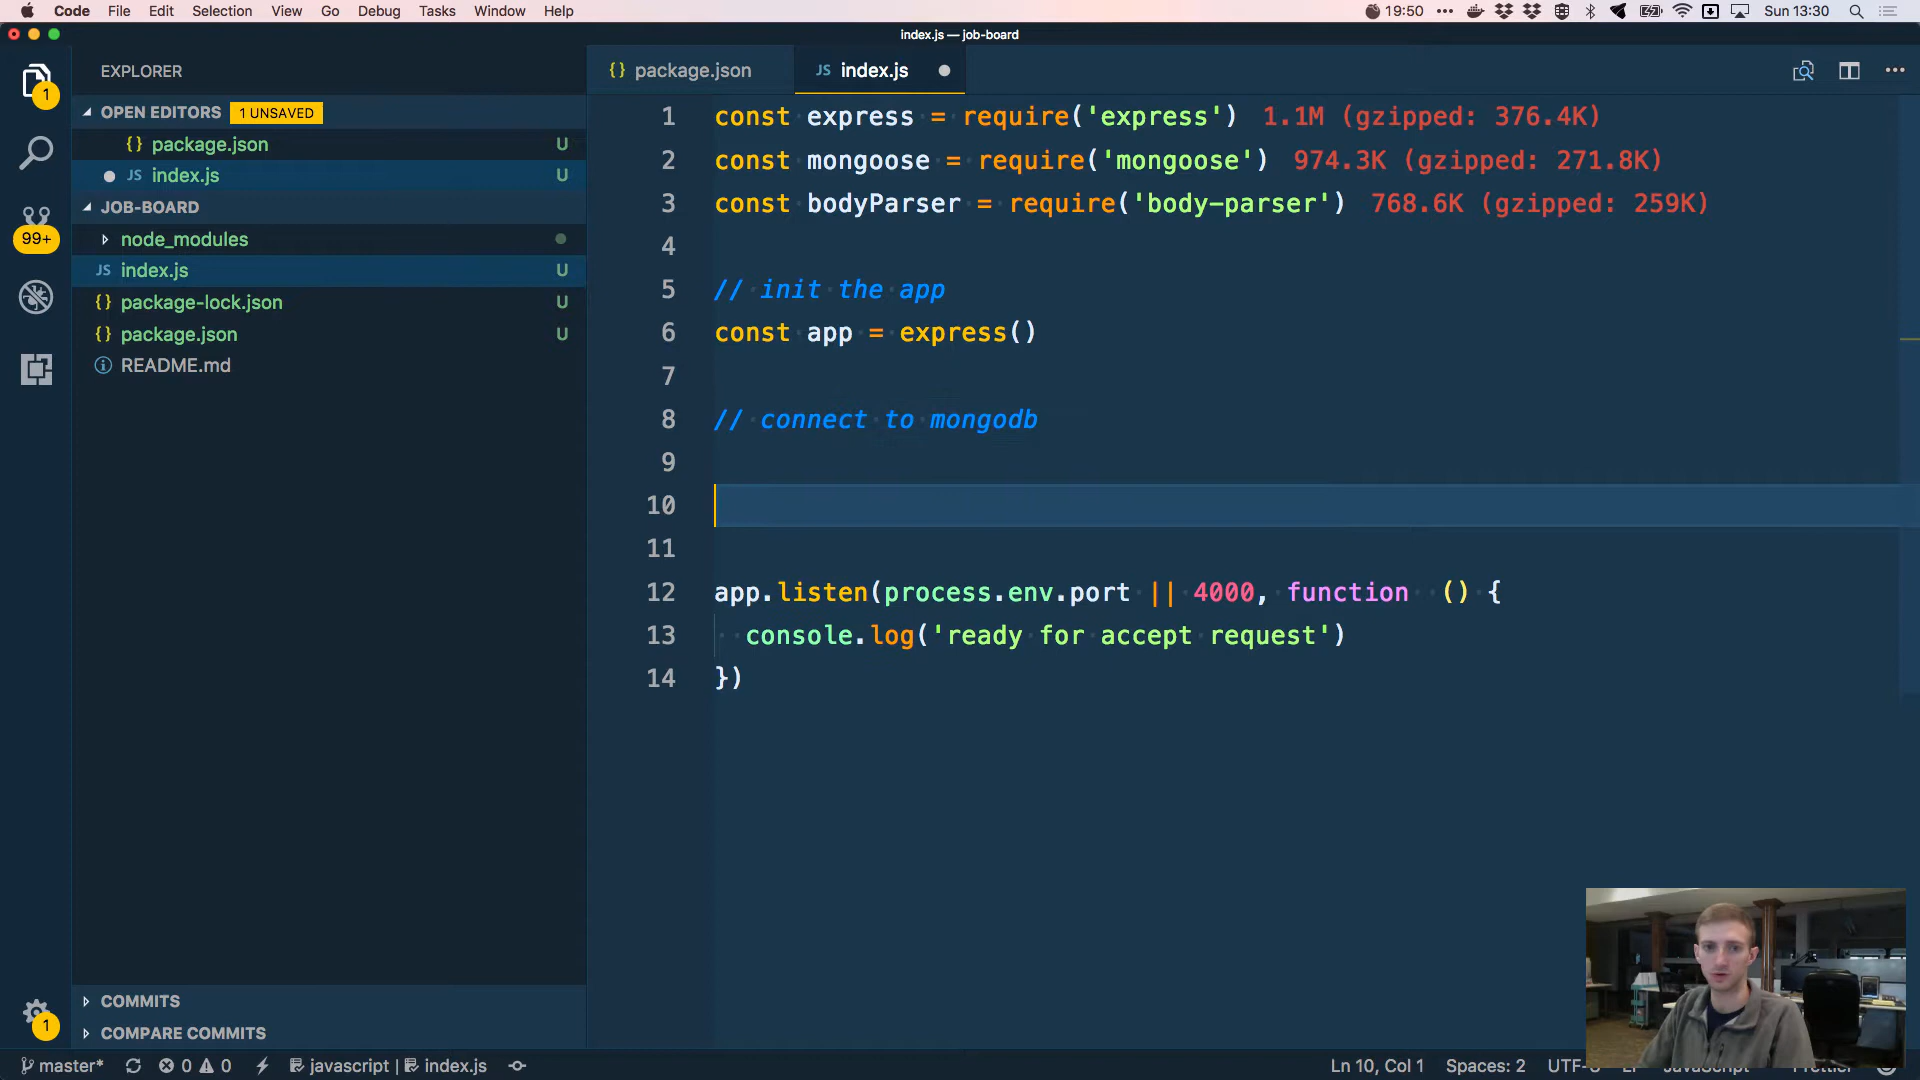 Code File Edit Selection View Go Debug Tasks Window Help 19:50 Sun 13:30
index.js — job-board
EXPLORER
OPEN EDITORS 1 UNSAVED
{} package.json U
JS index.js U
JOB-BOARD
node_modules
JS index.js U
{} package-lock.json U
{} package.json U
README.md
COMMITS
COMPARE COMMITS
1
99+
1
{} package.json
JS index.js
1 const express = require('express') 1.1M (gzipped: 376.4K)
2 const mongoose = require('mongoose') 974.3K (gzipped: 271.8K)
3 const bodyParser = require('body-parser') 768.6K (gzipped: 259K)
4
5 // init the app
6 const app = express()
7
8 // connect to mongodb
9
10
11
12 app.listen(process.env.port || 4000, function () {
13 console.log('ready for accept request')
14 })
master* 0 0 javascript | index.js Ln 10, Col 1 Spaces: 2